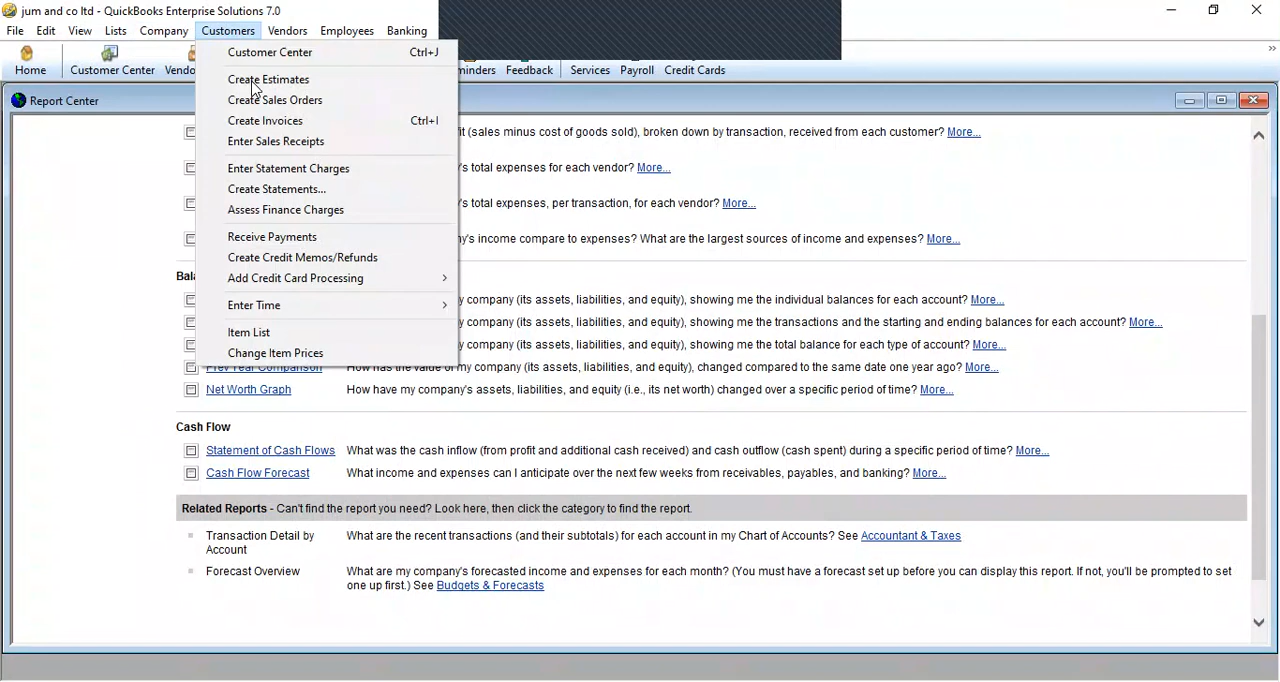 jum and co ltd - QuickBooks Enterprise Solutions 7.0
File Edit View Lists Company Customers Vendors Employees Banking
Home Customer Center Feedback Services Payroll Credit Cards
Customer Center Ctrl+J
Create Estimates
Create Sales Orders
Create Invoices Ctrl+I
Enter Sales Receipts
Enter Statement Charges
Create Statements...
Assess Finance Charges
Receive Payments
Create Credit Memos/Refunds
Add Credit Card Processing
Enter Time
Item List
Change Item Prices
Report Center
(sales minus cost of goods sold), broken down by transaction, received from each customer? More...
total expenses for each vendor? More...
total expenses, per transaction, for each vendor? More...
income compare to expenses? What are the largest sources of income and expenses? More...
company (its assets, liabilities, and equity), showing me the individual balances for each account? More...
company (its assets, liabilities, and equity), showing me the transactions and the starting and ending balances for each account? More...
company (its assets, liabilities, and equity), showing me the total balance for each type of account? More...
Prev Year Comparison How has the value of my company (its assets, liabilities, and equity), changed compared to the same date one year ago? More...
Net Worth Graph How have my company's assets, liabilities, and equity (i.e., its net worth) changed over a specific period of time? More...
Cash Flow
Statement of Cash Flows What was the cash inflow (from profit and additional cash received) and cash outflow (cash spent) during a specific period of time? More...
Cash Flow Forecast What income and expenses can I anticipate over the next few weeks from receivables, payables, and banking? More...
Related Reports - Can't find the report you need? Look here, then click the category to find the report.
Transaction Detail by What are the recent transactions (and their subtotals) for each account in my Chart of Accounts? See Accountant & Taxes
Account
Forecast Overview What are my company's forecasted income and expenses for each month? (You must have a forecast set up before you can display this report. If not, you'll be prompted to set
one up first.) See Budgets & Forecasts